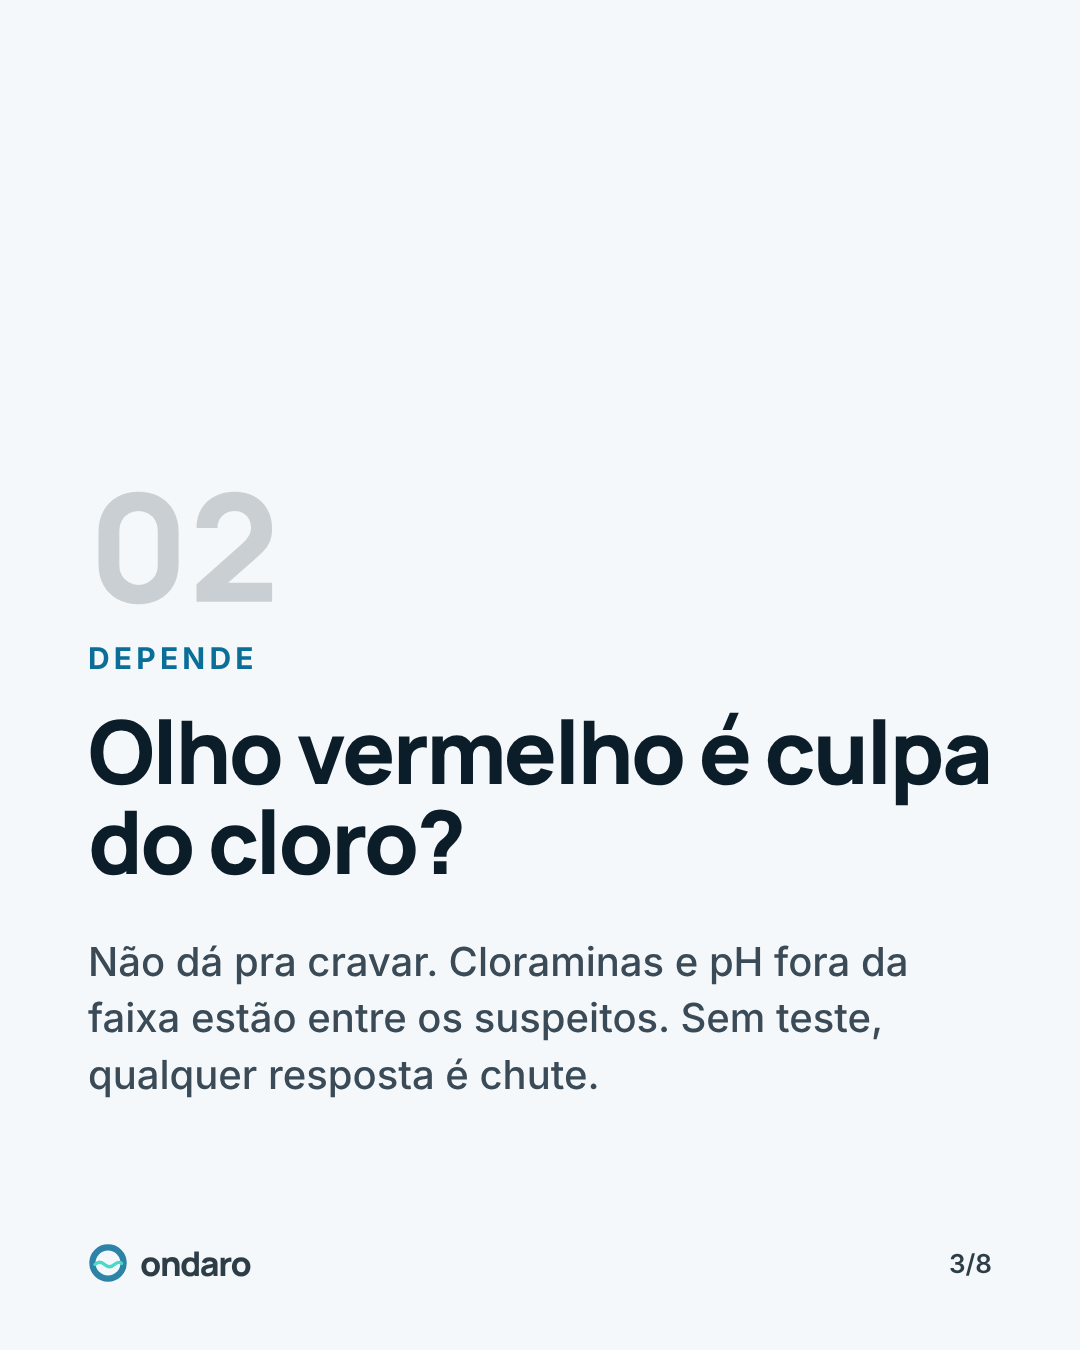 02
DEPENDE
Olho vermelho é culpa
do cloro?
Não dá pra cravar. Cloraminas e pH fora da
faixa estão entre os suspeitos. Sem teste,
qualquer resposta é chute.
ondaro
3/8